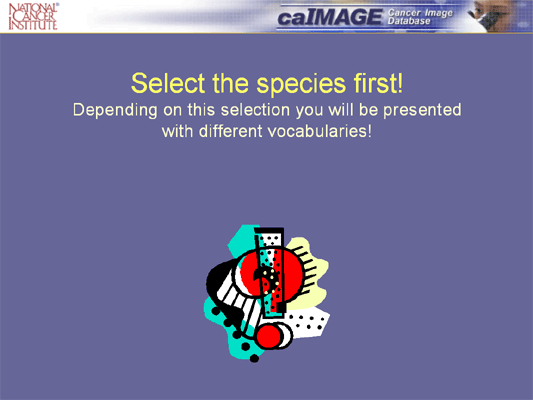 NATIONAL
CANCER
INSTITUTE
caIMAGE Cancer Image
Database
Select the species first!
Depending on this selection you will be presented
with different vocabularies!